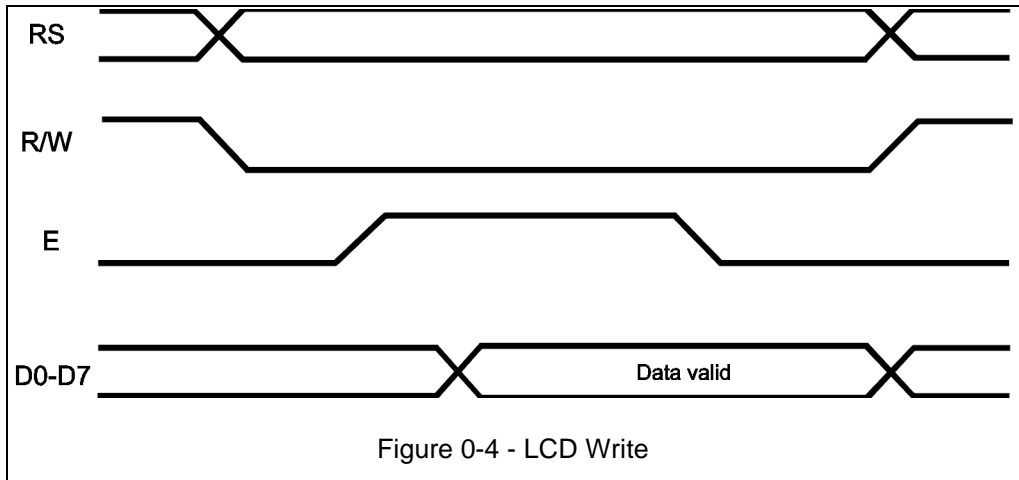 RS
R/W
E
D0-D7
Data valid
Figure 0-4 - LCD Write